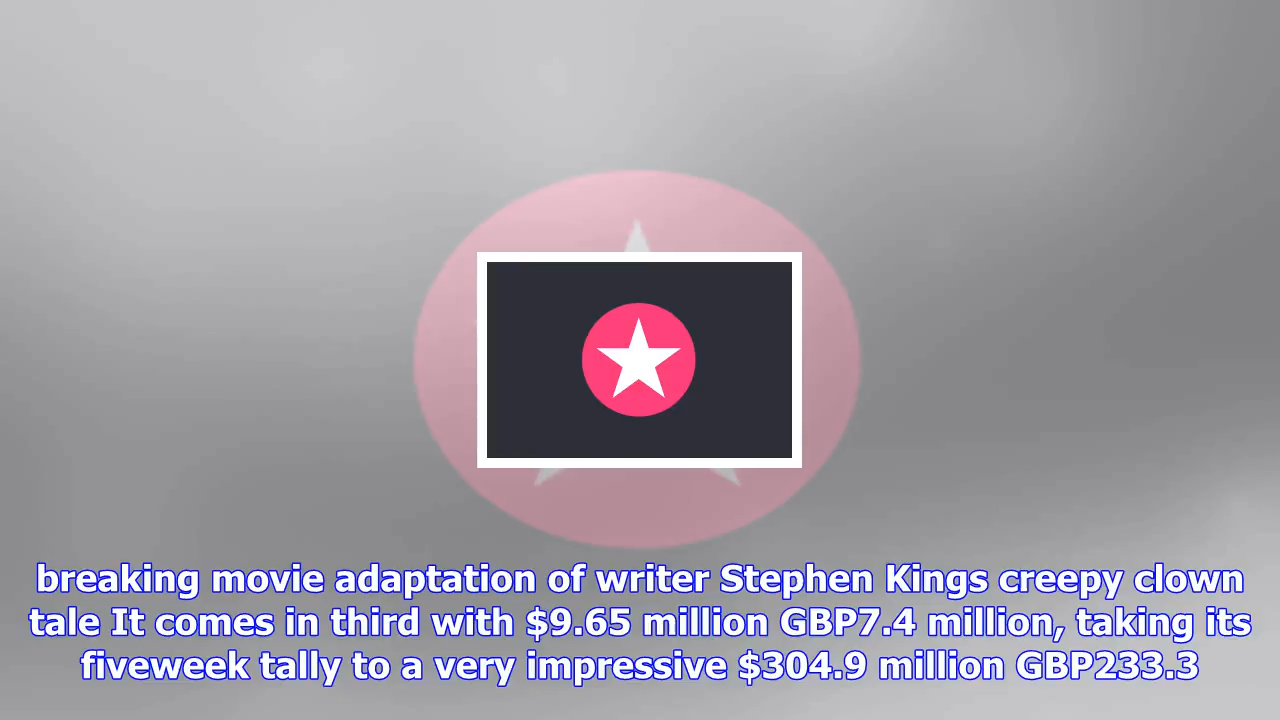 breaking movie adaptation of writer Stephen Kings creepy clown
tale It comes in third with $9.65 million GBP7.4 million, taking its
fiveweek tally to a very impressive $304.9 million GBP233.3